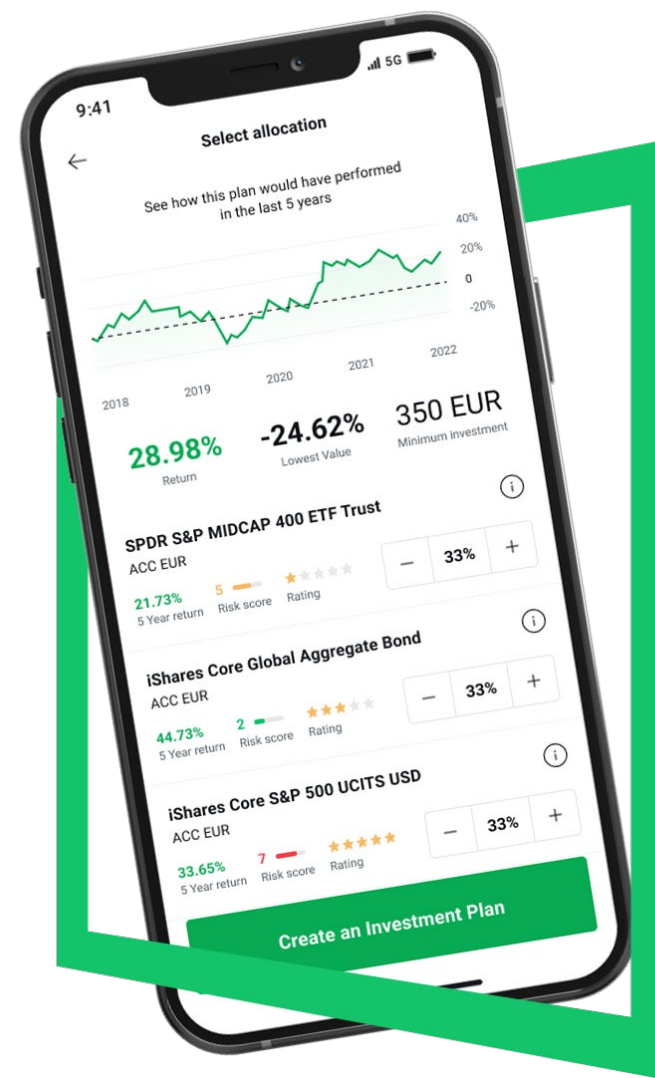 9:41
5G
Select allocation
See how this plan would have performed
in the last 5 years
40%
20%
0
-20%
2018 2019 2020 2021 2022
28.98% -24.62% 350 EUR
Return Lowest Value Minimum investment
SPDR S&P MIDCAP 400 ETF Trust
ACC EUR
21.73% 5
5 Year return Risk score Rating
33%
iShares Core Global Aggregate Bond
ACC EUR
44.73% 2
5 Year return Risk score Rating
33%
iShares Core S&P 500 UCITS USD
ACC EUR
33.65% 7
5 Year return Risk score Rating
33%
Create an Investment Plan